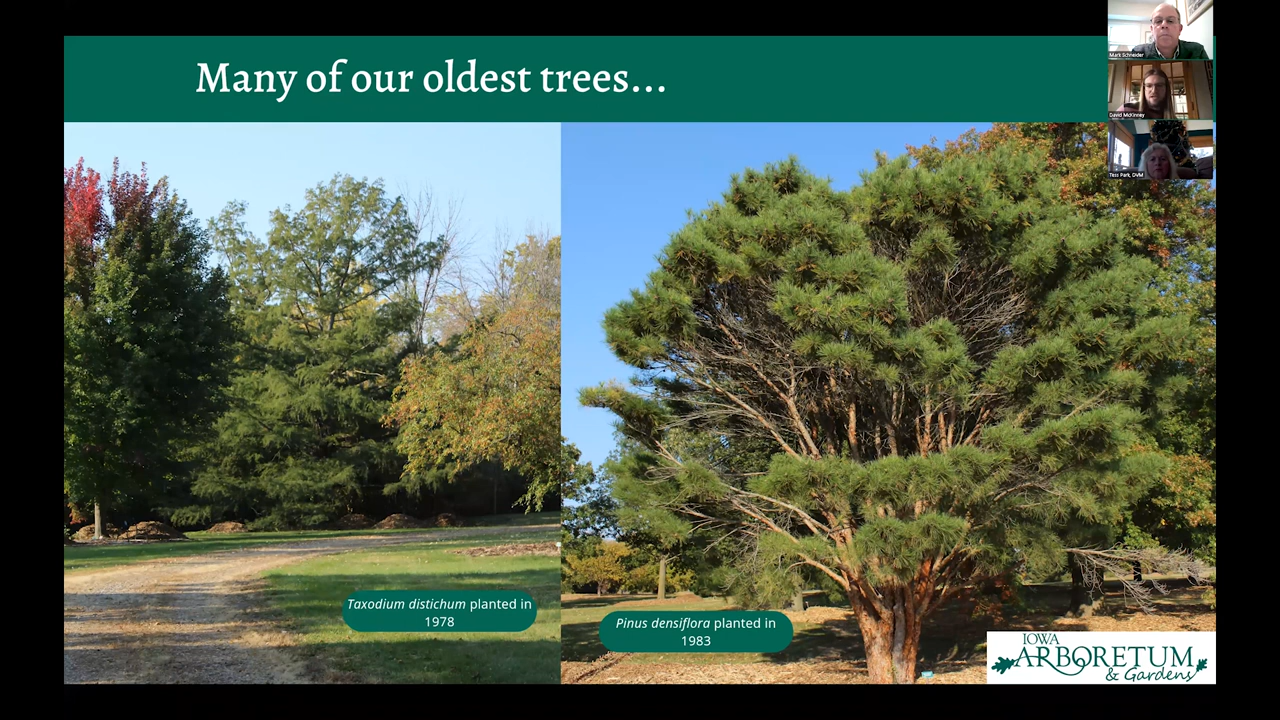 Many of our oldest trees...
Mark Schneider
David McKinney
Tess Park, DVM
Taxodium distichum planted in
1978
Pinus densiflora planted in
1983
IOWA
ARBORETUM
& Gardens